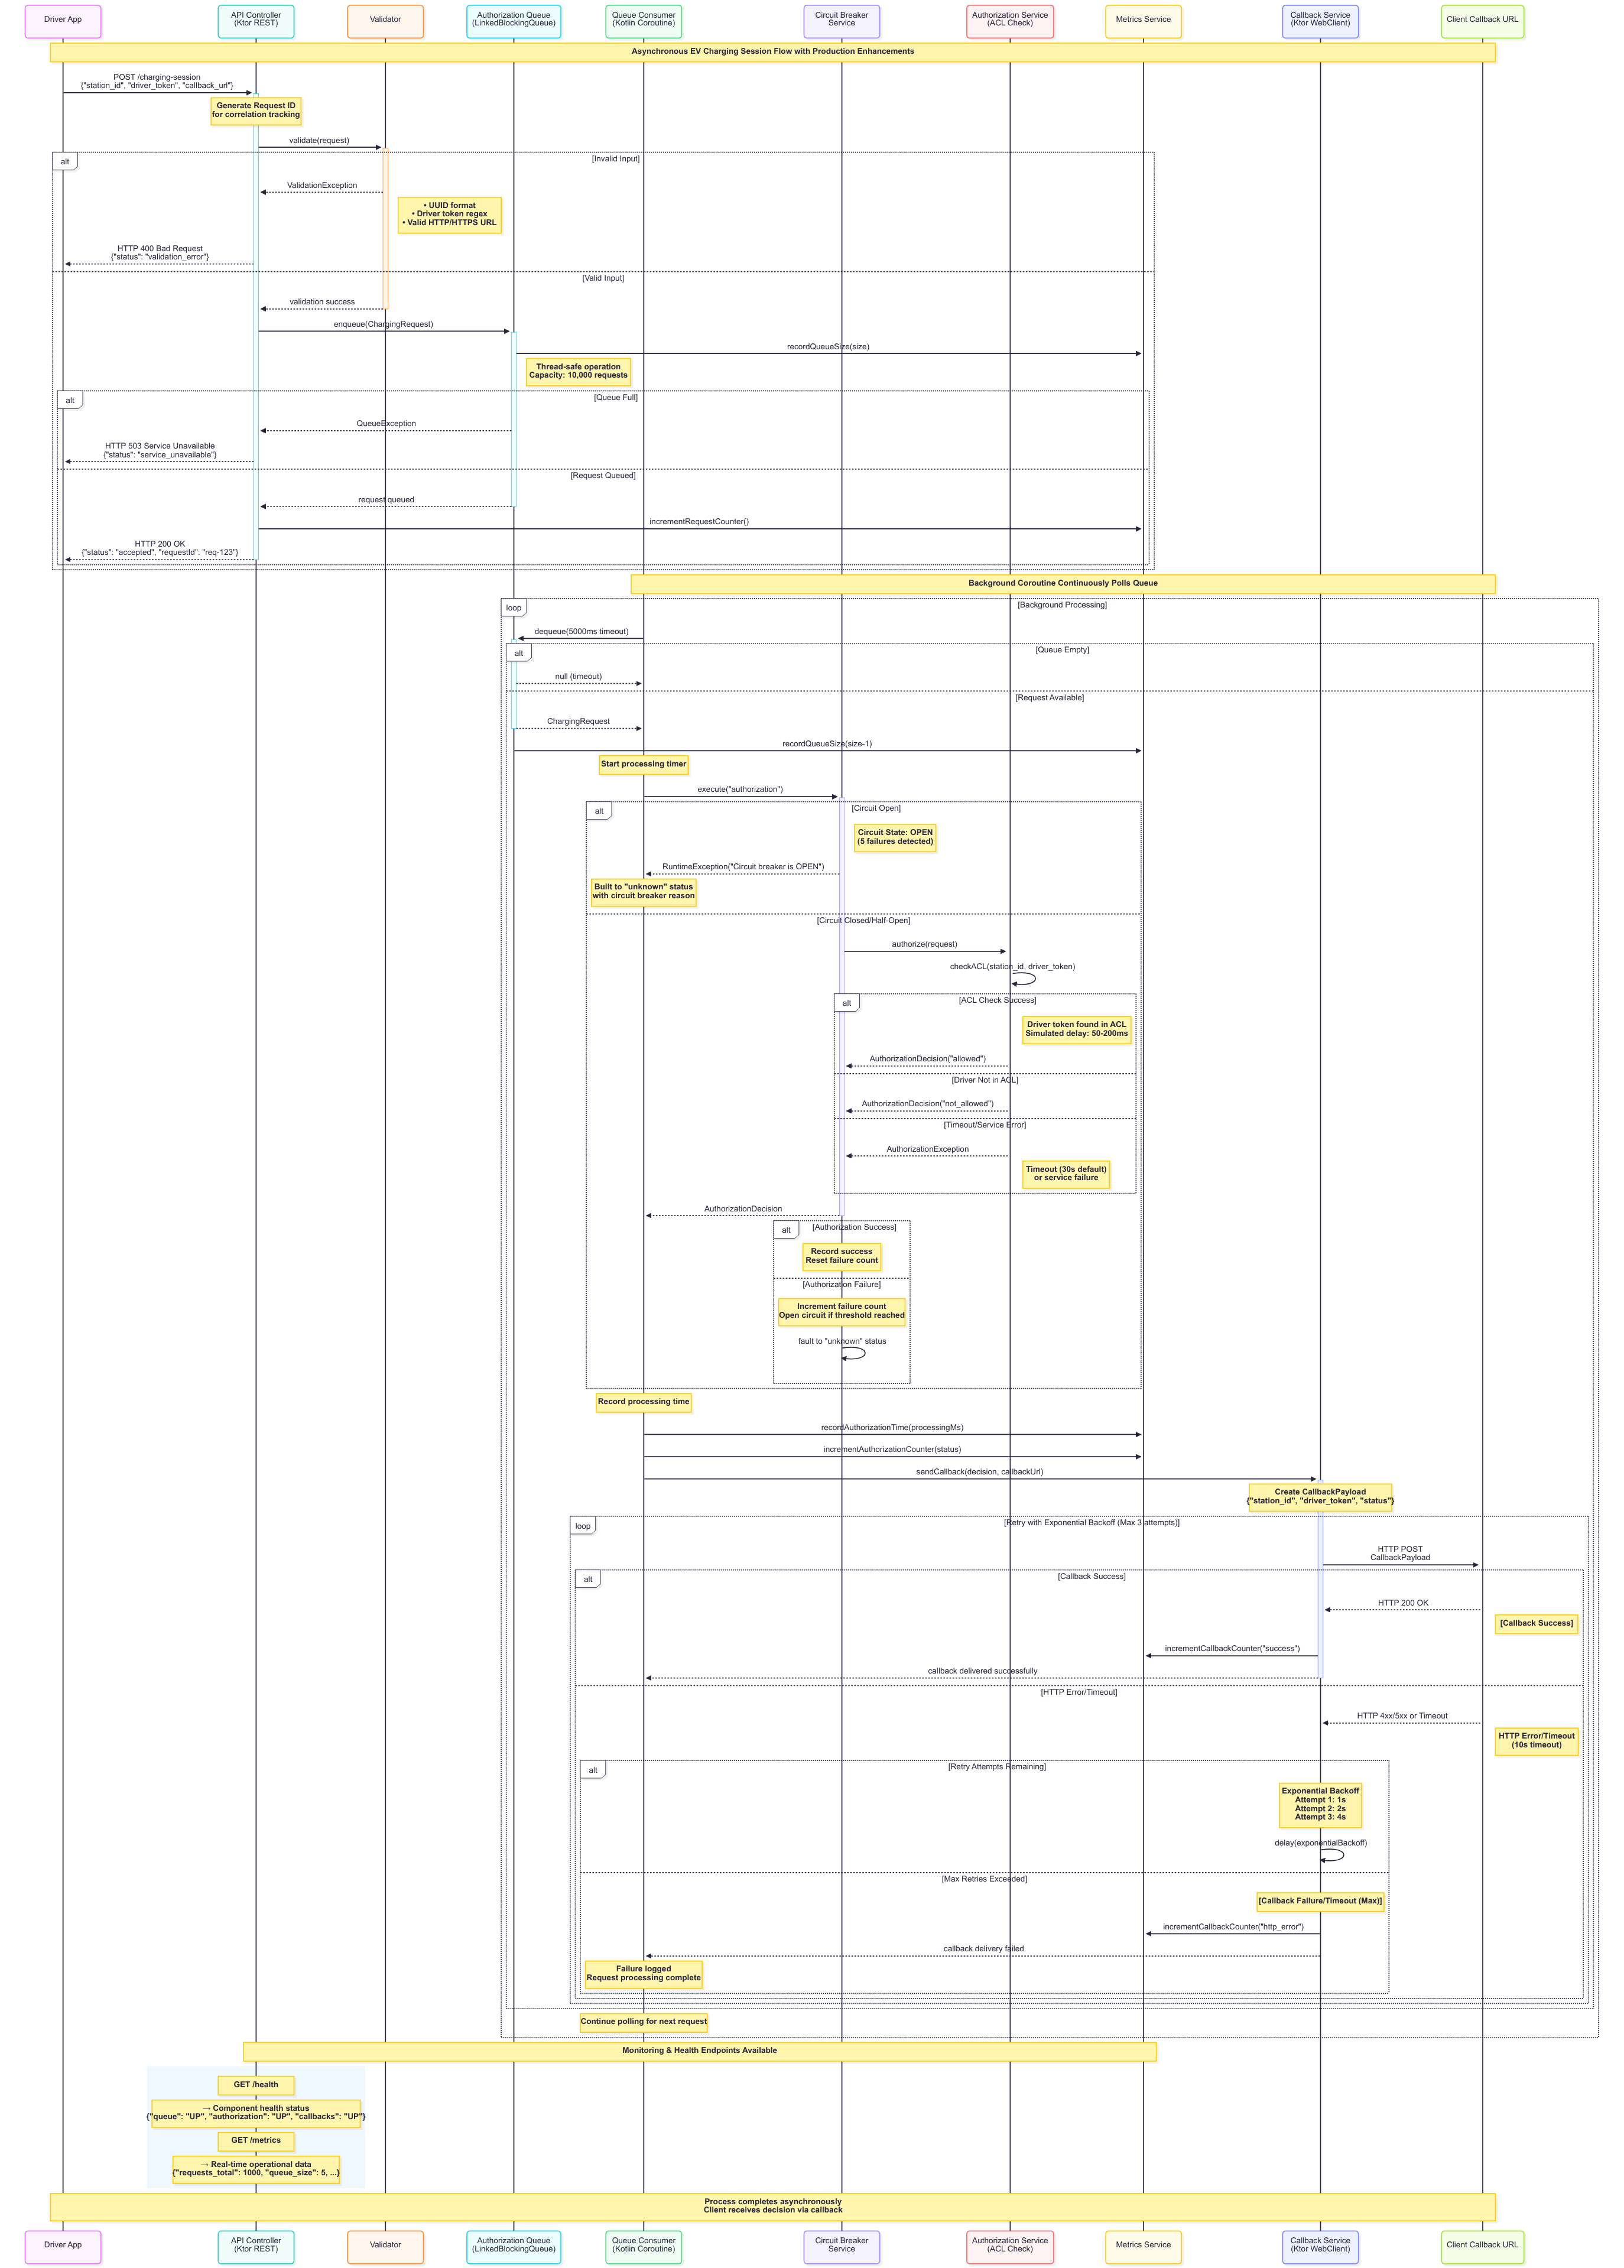 Driver App
API Controller
(Ktor REST)
Validator
Authorization Queue
(LinkedBlockingQueue)
Queue Consumer
(Kotlin Coroutine)
Circuit Breaker
Service
Authorization Service
(ACL Check)
Metrics Service
Callback Service
(Ktor WebClient)
Client Callback URL
Asynchronous EV Charging Session Flow with Production Enhancements
POST /charging-session
{"station_id", "driver_token", "callback_url"}
Generate Request ID
for correlation tracking
validate(request)
alt
[Invalid Input]
ValidationException
• UUID format
• Driver token regex
• Valid HTTP/HTTPS URL
HTTP 400 Bad Request
{"status": "validation_error"}
[Valid Input]
validation success
enqueue(ChargingRequest)
recordQueueSize(size)
Thread-safe operation
Capacity: 10,000 requests
alt
[Queue Full]
QueueException
HTTP 503 Service Unavailable
{"status": "service_unavailable"}
[Request Queued]
request queued
incrementRequestCounter()
HTTP 200 OK
{"status": "accepted", "requestId": "req-123"}
Background Coroutine Continuously Polls Queue
loop
[Background Processing]
dequeue(5000ms timeout)
alt
[Queue Empty]
null (timeout)
[Request Available]
ChargingRequest
recordQueueSize(size-1)
Start processing timer
execute("authorization")
alt
[Circuit Open]
Circuit State: OPEN
(5 failures detected)
RuntimeException("Circuit breaker is OPEN")
Built to "unknown" status
with circuit breaker reason
[Circuit Closed/Half-Open]
authorize(request)
checkACL(station_id, driver_token)
alt
[ACL Check Success]
Driver token found in ACL
Simulated delay: 50-200ms
AuthorizationDecision("allowed")
[Driver Not in ACL]
AuthorizationDecision("not_allowed")
[Timeout/Service Error]
AuthorizationException
Timeout (30s default)
or service failure
AuthorizationDecision
alt
[Authorization Success]
Record success
Reset failure count
[Authorization Failure]
Increment failure count
Open circuit if threshold reached
fault to "unknown" status
Record processing time
recordAuthorizationTime(processingMs)
incrementAuthorizationCounter(status)
sendCallback(decision, callbackUrl)
Create CallbackPayload
{"station_id", "driver_token", "status"}
loop
[Retry with Exponential Backoff (Max 3 attempts)]
HTTP POST
CallbackPayload
alt
[Callback Success]
HTTP 200 OK
[Callback Success]
incrementCallbackCounter("success")
callback delivered successfully
[HTTP Error/Timeout]
HTTP 4xx/5xx or Timeout
HTTP Error/Timeout
(10s timeout)
alt
[Retry Attempts Remaining]
Exponential Backoff
Attempt 1: 1s
Attempt 2: 2s
Attempt 3: 4s
delay(exponentialBackoff)
[Max Retries Exceeded]
[Callback Failure/Timeout (Max)]
incrementCallbackCounter("http_error")
callback delivery failed
Failure logged
Request processing complete
Continue polling for next request
Monitoring & Health Endpoints Available
GET /health
→ Component health status
{"queue": "UP", "authorization": "UP", "callbacks": "UP"}
GET /metrics
→ Real-time operational data
{"requests_total": 1000, "queue_size": 5, ...}
Process completes asynchronously
Client receives decision via callback
Driver App
API Controller
(Ktor REST)
Validator
Authorization Queue
(LinkedBlockingQueue)
Queue Consumer
(Kotlin Coroutine)
Circuit Breaker
Service
Authorization Service
(ACL Check)
Metrics Service
Callback Service
(Ktor WebClient)
Client Callback URL